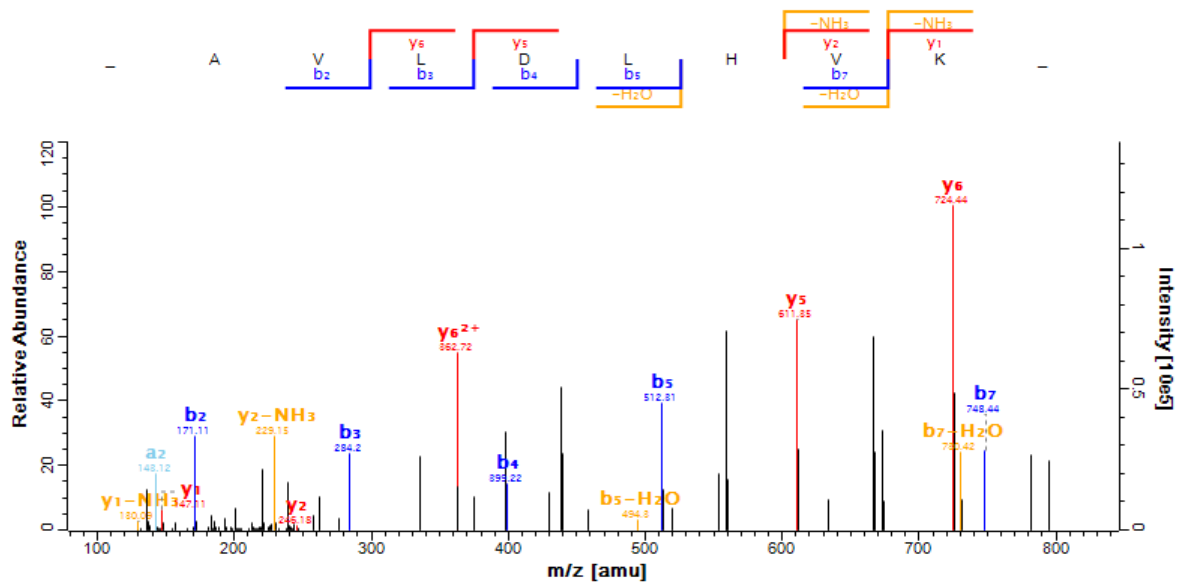 −NH₃ −NH₃
y₆ y₅ y₂ y₁
_ A V L D L H V K _
b₂ b₃ b₄ b₅ b₇
−H₂O −H₂O
Relative Abundance
120
100
80
60
40
20
0
y₁−NH₃
130.09
a₂
143.12
y₁
147.11
b₂
171.11
y₂−NH₃
229.15
y₂
246.18
b₃
284.2
y₆²⁺
362.72
b₄
399.22
b₅−H₂O
494.3
b₅
512.31
y₅
611.35
y₆
724.44
b₇−H₂O
730.42
b₇
748.44
1
0.5
0
Intensity [10e5]
100 200 300 400 500 600 700 800
m/z [amu]